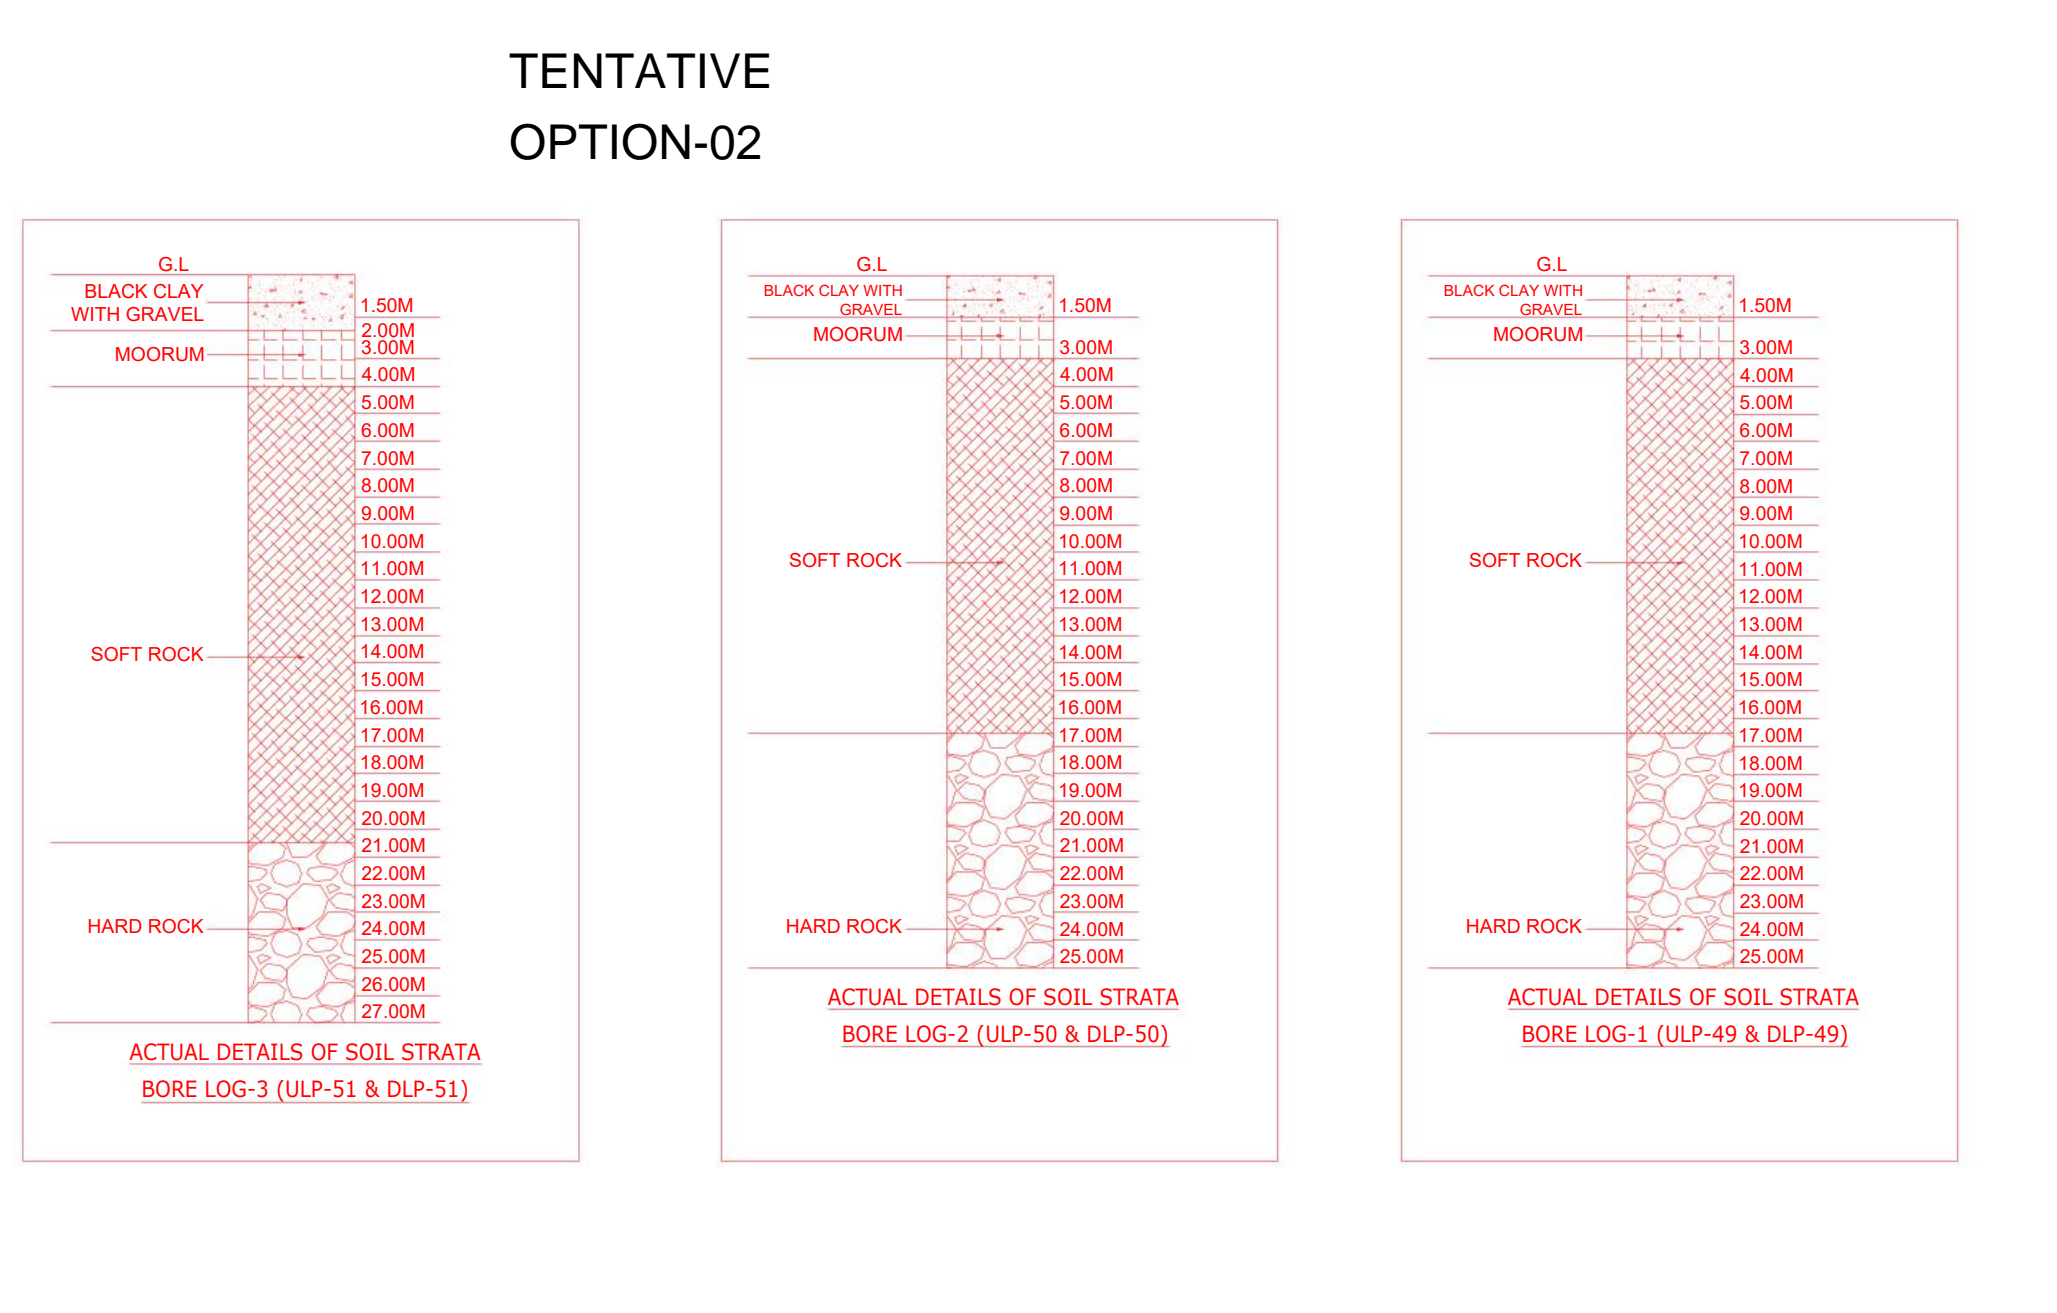 TENTATIVE
OPTION-02
G.L
BLACK CLAY
WITH GRAVEL
MOORUM
SOFT ROCK
HARD ROCK
1.50M
2.00M
3.00M
4.00M
5.00M
6.00M
7.00M
8.00M
9.00M
10.00M
11.00M
12.00M
13.00M
14.00M
15.00M
16.00M
17.00M
18.00M
19.00M
20.00M
21.00M
22.00M
23.00M
24.00M
25.00M
26.00M
27.00M
ACTUAL DETAILS OF SOIL STRATA
BORE LOG-3 (ULP-51 & DLP-51)
G.L
BLACK CLAY WITH
GRAVEL
MOORUM
SOFT ROCK
HARD ROCK
1.50M
3.00M
4.00M
5.00M
6.00M
7.00M
8.00M
9.00M
10.00M
11.00M
12.00M
13.00M
14.00M
15.00M
16.00M
17.00M
18.00M
19.00M
20.00M
21.00M
22.00M
23.00M
24.00M
25.00M
ACTUAL DETAILS OF SOIL STRATA
BORE LOG-2 (ULP-50 & DLP-50)
G.L
BLACK CLAY WITH
GRAVEL
MOORUM
SOFT ROCK
HARD ROCK
1.50M
3.00M
4.00M
5.00M
6.00M
7.00M
8.00M
9.00M
10.00M
11.00M
12.00M
13.00M
14.00M
15.00M
16.00M
17.00M
18.00M
19.00M
20.00M
21.00M
22.00M
23.00M
24.00M
25.00M
ACTUAL DETAILS OF SOIL STRATA
BORE LOG-1 (ULP-49 & DLP-49)